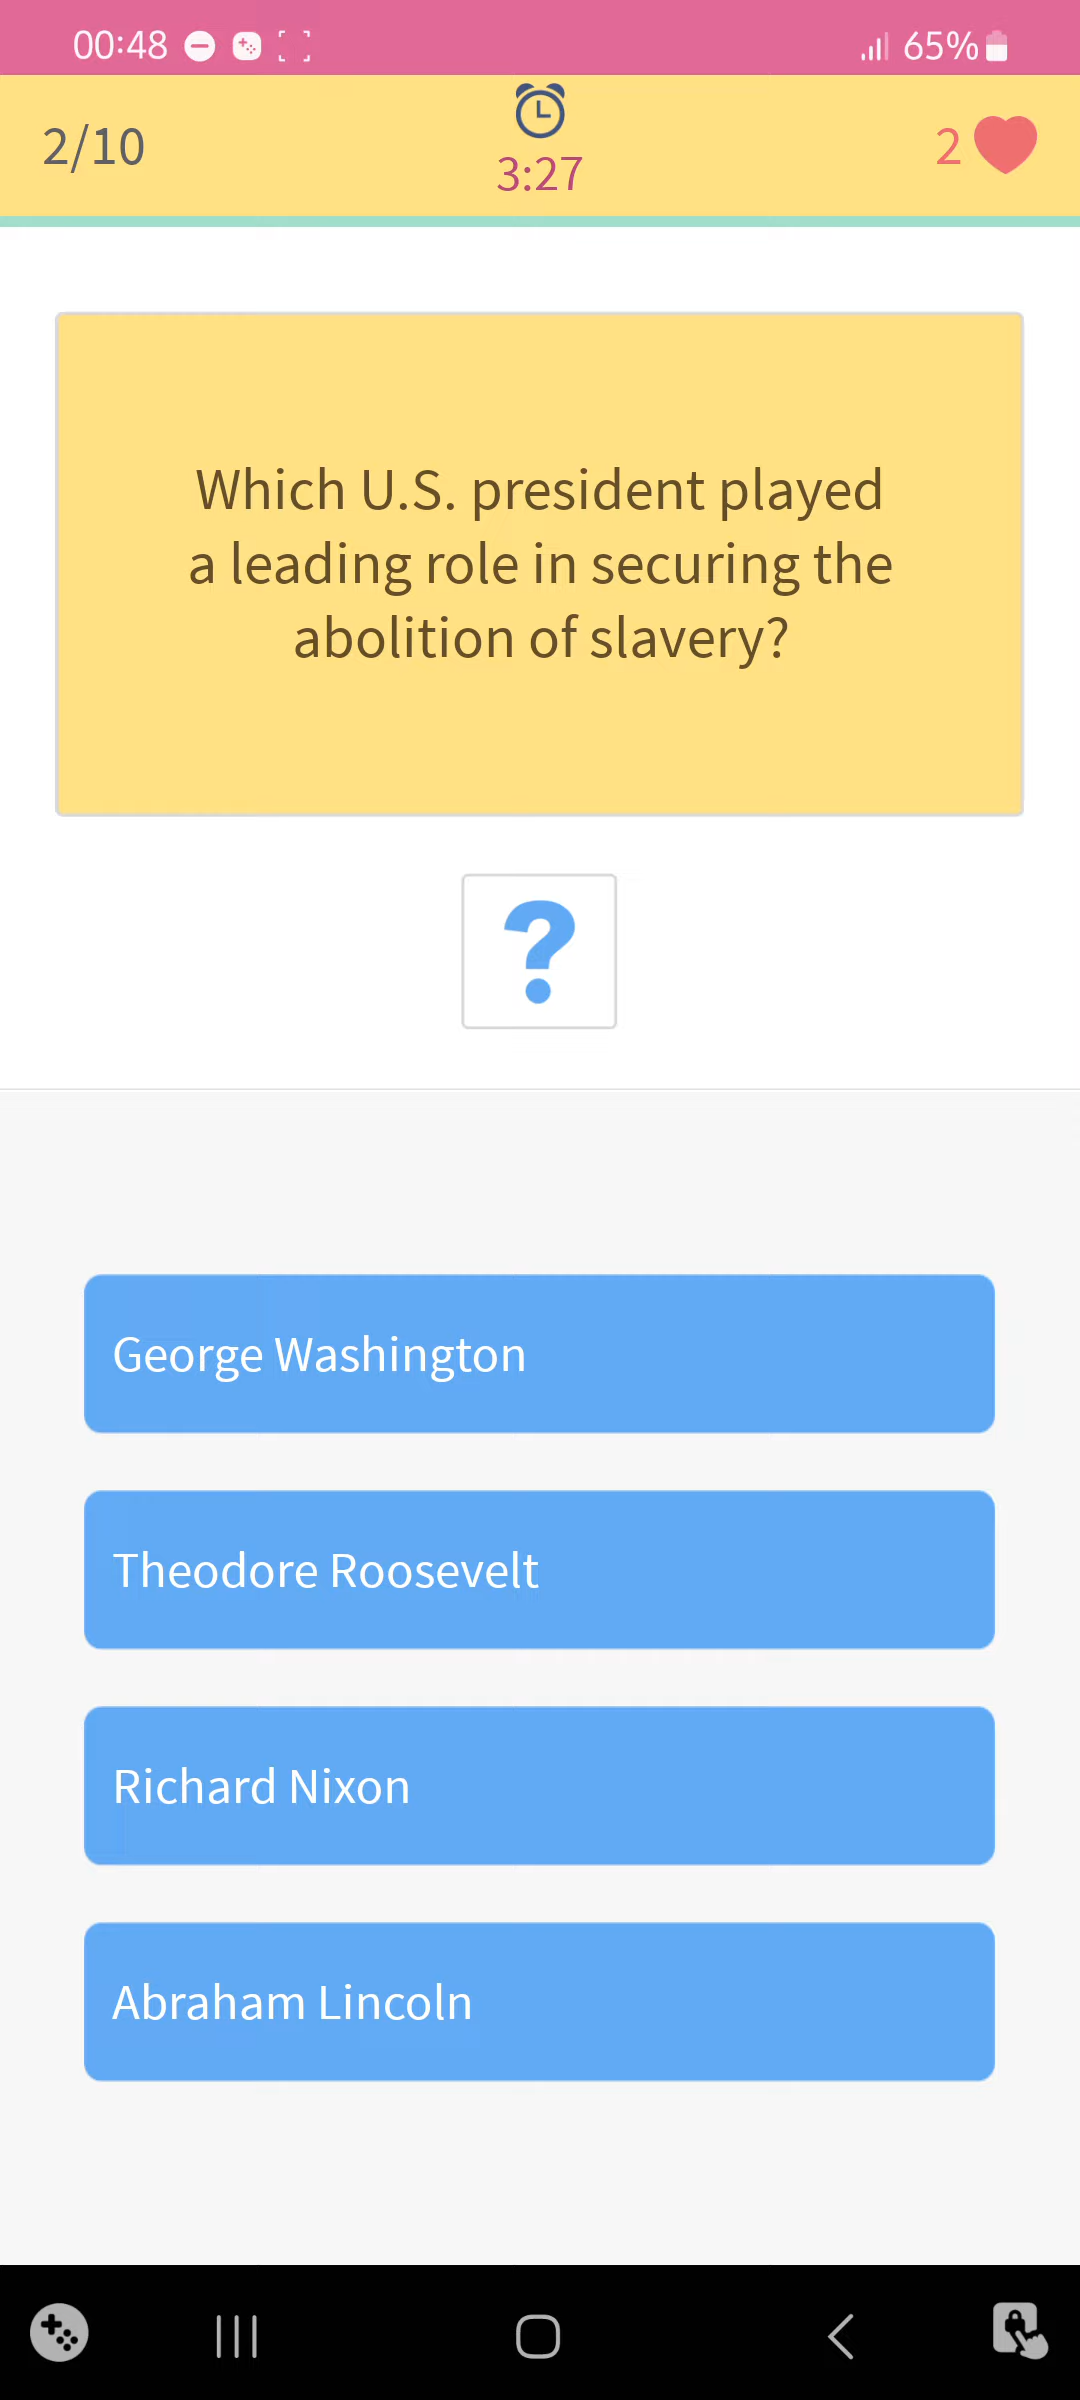 00:48 65%
2/10 3:27 2
Which U.S. president played
a leading role in securing the
abolition of slavery?
?
George Washington
Theodore Roosevelt
Richard Nixon
Abraham Lincoln